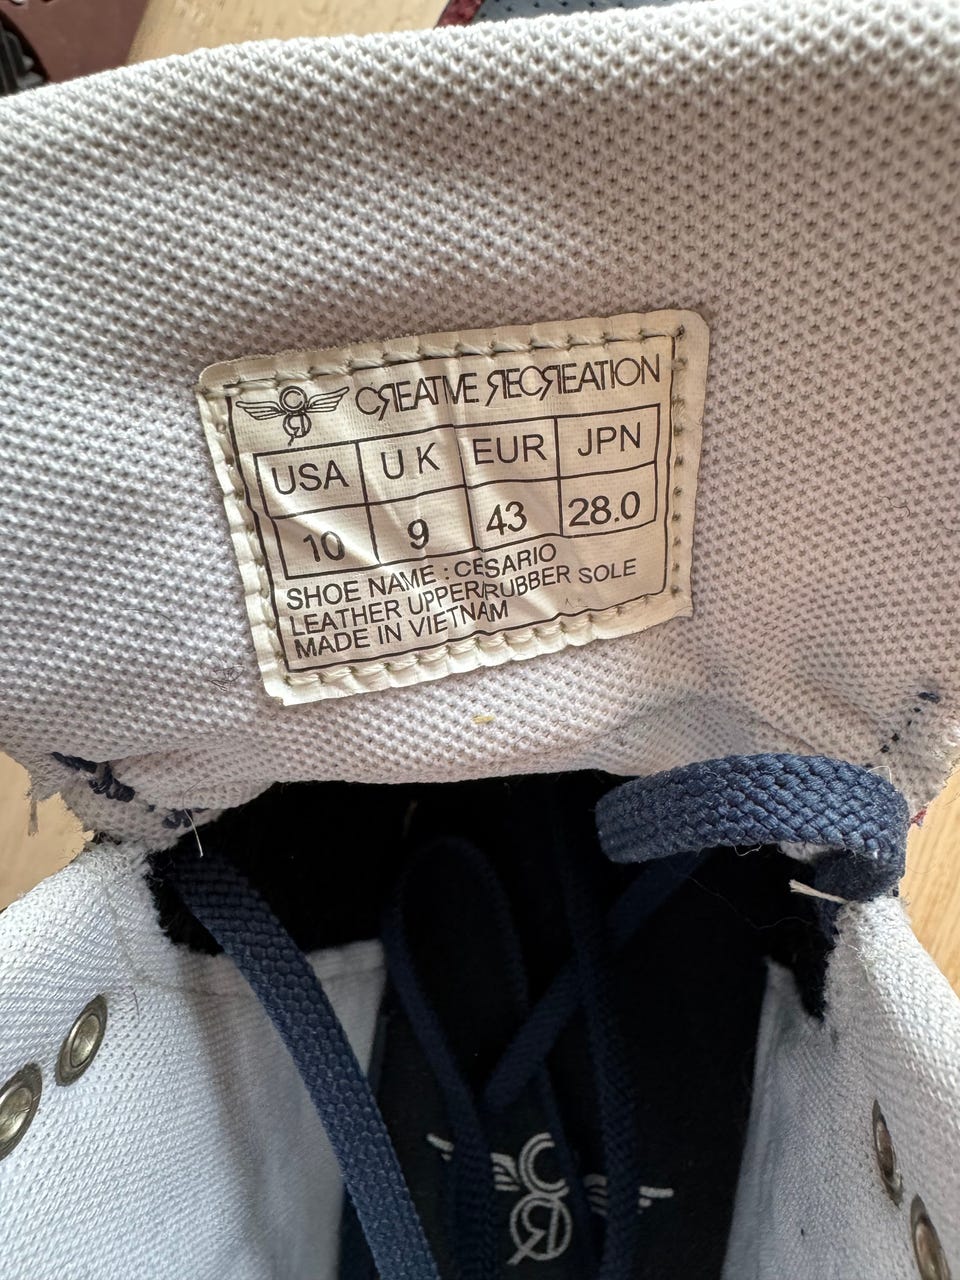 CREATIVE RECREATION
USA UK EUR JPN
10 9 43 28.0
SHOE NAME : CESARIO
LEATHER UPPER/RUBBER SOLE
MADE IN VIETNAM